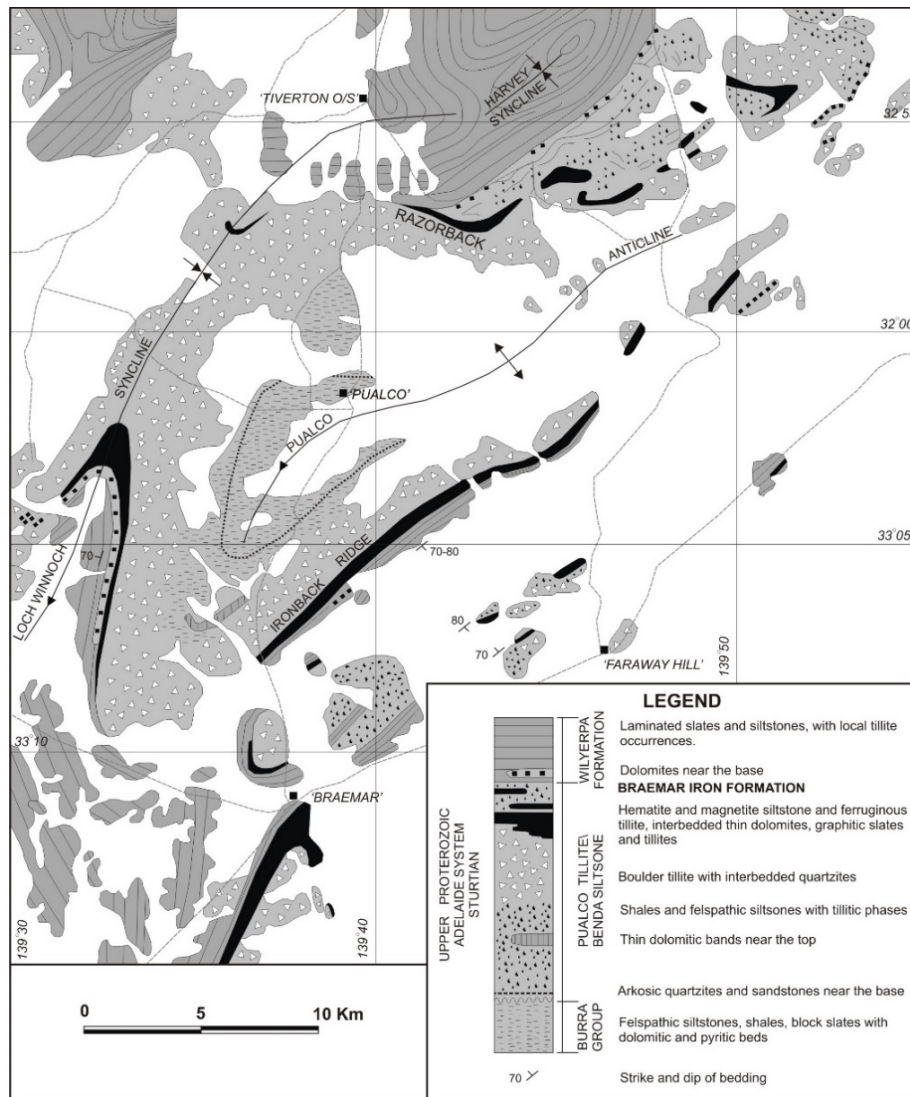 'TIVERTON O/S'
HARVEY
SYNCLINE
32°5
RAZORBACK
ANTICLINE
32°00
SYNCLINE
'PUALCO'
PUALCO
33°05
70
70-80
IRONBACK RIDGE
LOCH WINNOCH
80
70
'FARAWAY HILL'
139°50
33°10
'BRAEMAR'
139°30
139°40
0 5 10 Km
LEGEND
UPPER PROTEROZOIC
ADELAIDE SYSTEM
STURTIAN
WILYERPA
FORMATION
Laminated slates and siltstones, with local tillite
occurrences.
Dolomites near the base
BRAEMAR IRON FORMATION
Hematite and magnetite siltstone and ferruginous
tillite, interbedded thin dolomites, graphitic slates
and tillites
PUALCO TILLITE\
BENDA SILTSONE
Boulder tillite with interbedded quartzites
Shales and felspathic siltsones with tillitic phases
Thin dolomitic bands near the top
Arkosic quartzites and sandstones near the base
BURRA
GROUP
Felspathic siltstones, shales, block slates with
dolomitic and pyritic beds
70
Strike and dip of bedding